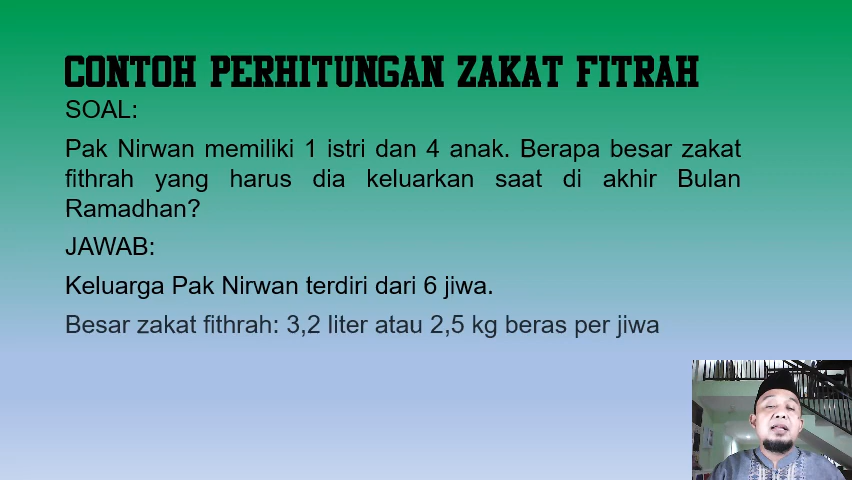 CONTOH PERHITUNGAN ZAKAT FITRAH
SOAL:
Pak Nirwan memiliki 1 istri dan 4 anak. Berapa besar zakat
fithrah yang harus dia keluarkan saat di akhir Bulan
Ramadhan?
JAWAB:
Keluarga Pak Nirwan terdiri dari 6 jiwa.
Besar zakat fithrah: 3,2 liter atau 2,5 kg beras per jiwa